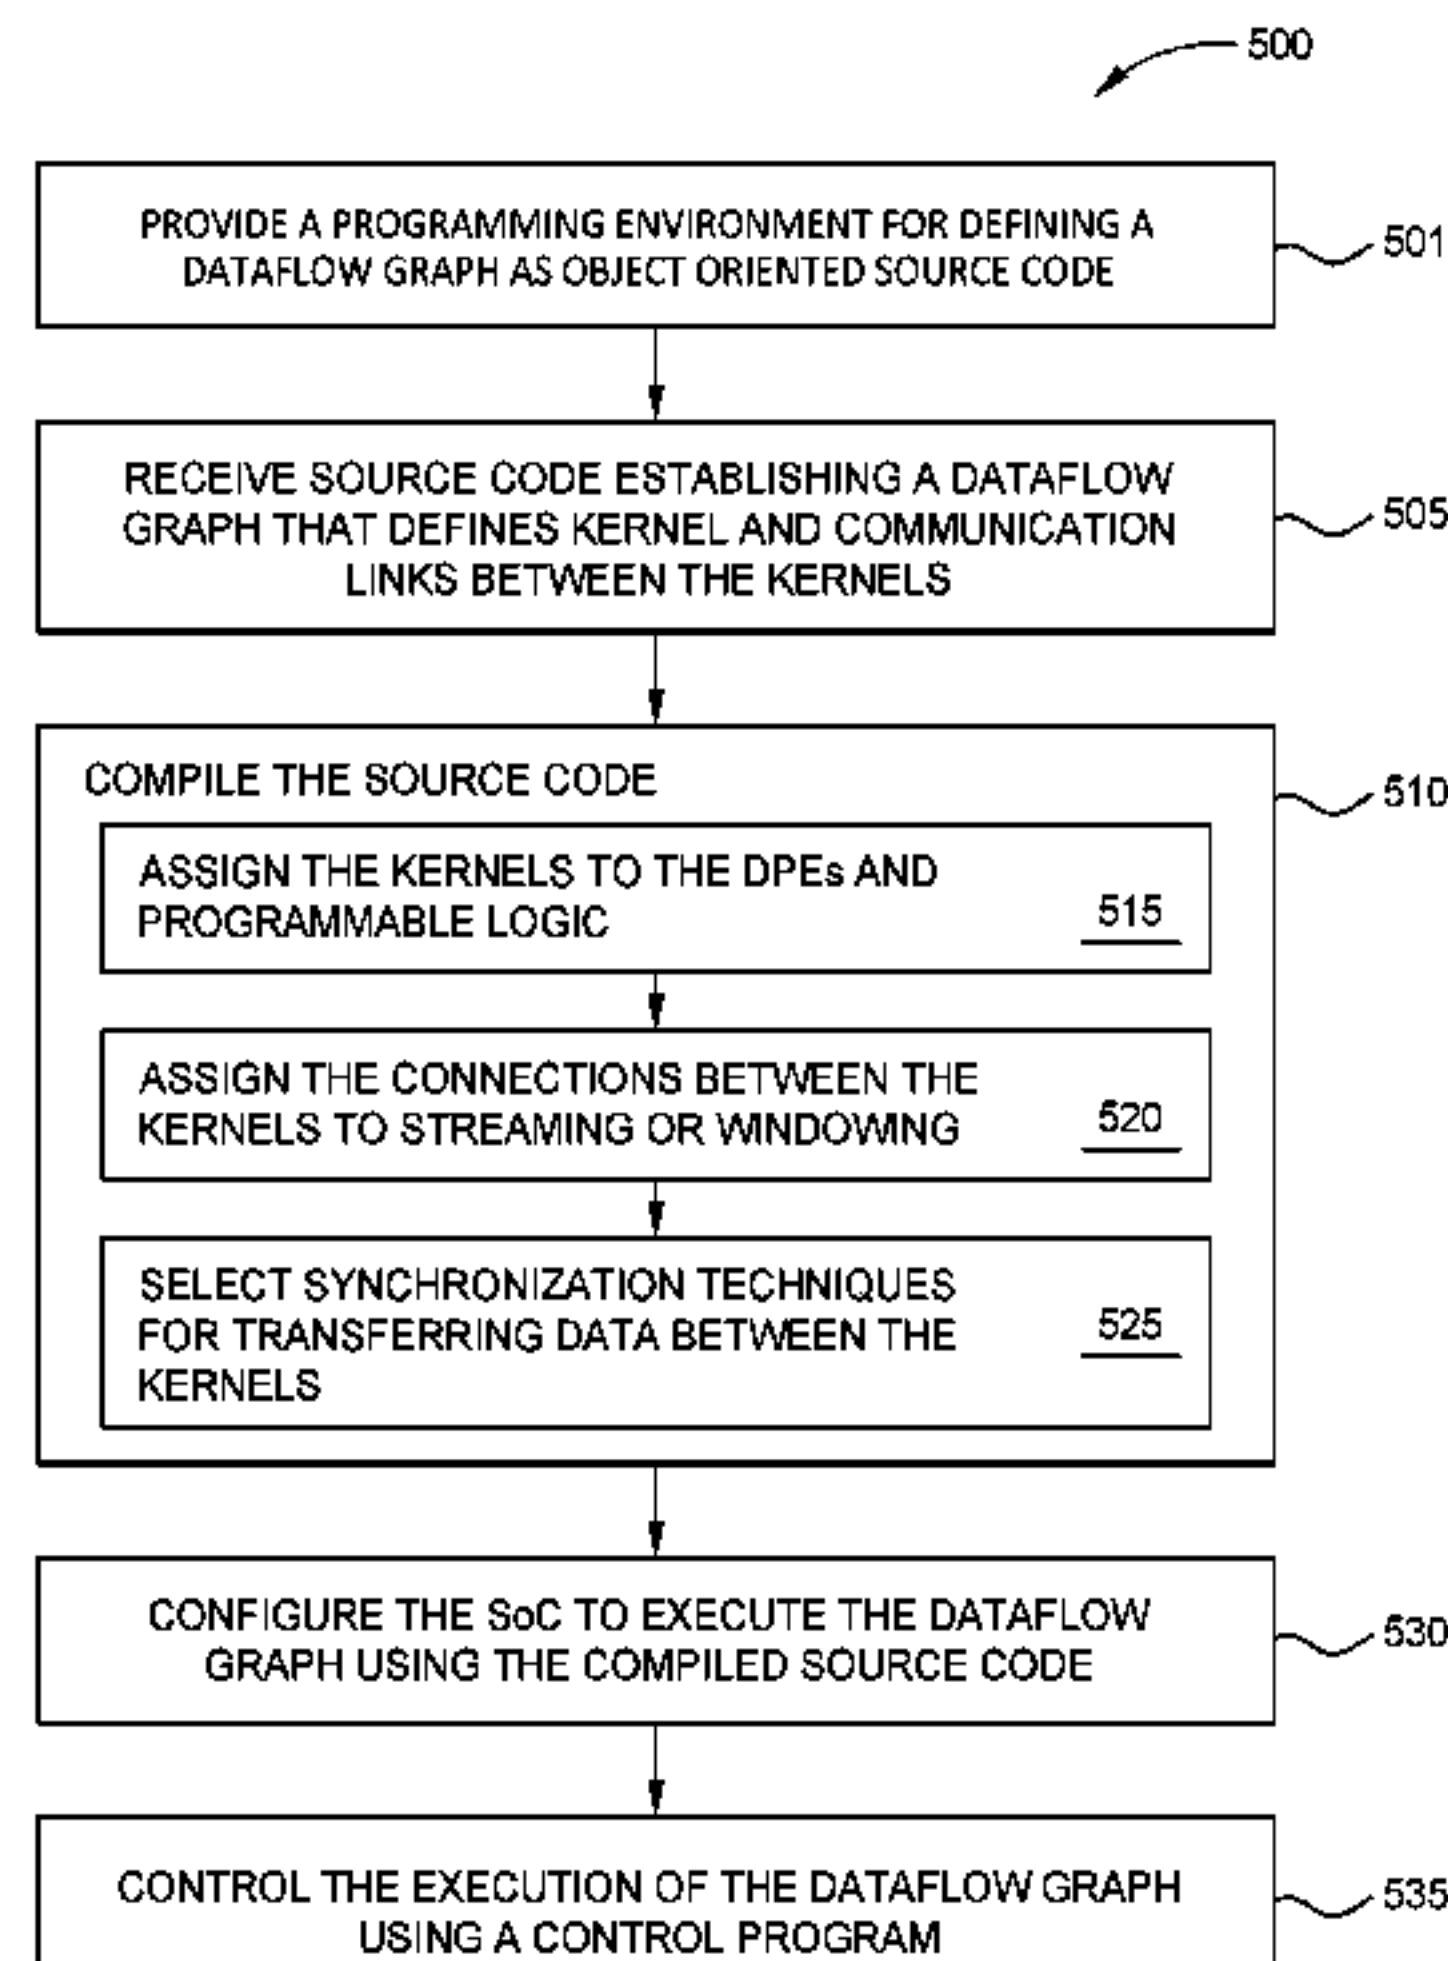 500
PROVIDE A PROGRAMMING ENVIRONMENT FOR DEFINING A
DATAFLOW GRAPH AS OBJECT ORIENTED SOURCE CODE
501
RECEIVE SOURCE CODE ESTABLISHING A DATAFLOW
GRAPH THAT DEFINES KERNEL AND COMMUNICATION
LINKS BETWEEN THE KERNELS
505
COMPILE THE SOURCE CODE
510
ASSIGN THE KERNELS TO THE DPEs AND
PROGRAMMABLE LOGIC
515
ASSIGN THE CONNECTIONS BETWEEN THE
KERNELS TO STREAMING OR WINDOWING
520
SELECT SYNCHRONIZATION TECHNIQUES
FOR TRANSFERRING DATA BETWEEN THE
KERNELS
525
CONFIGURE THE SoC TO EXECUTE THE DATAFLOW
GRAPH USING THE COMPILED SOURCE CODE
530
CONTROL THE EXECUTION OF THE DATAFLOW GRAPH
USING A CONTROL PROGRAM
535